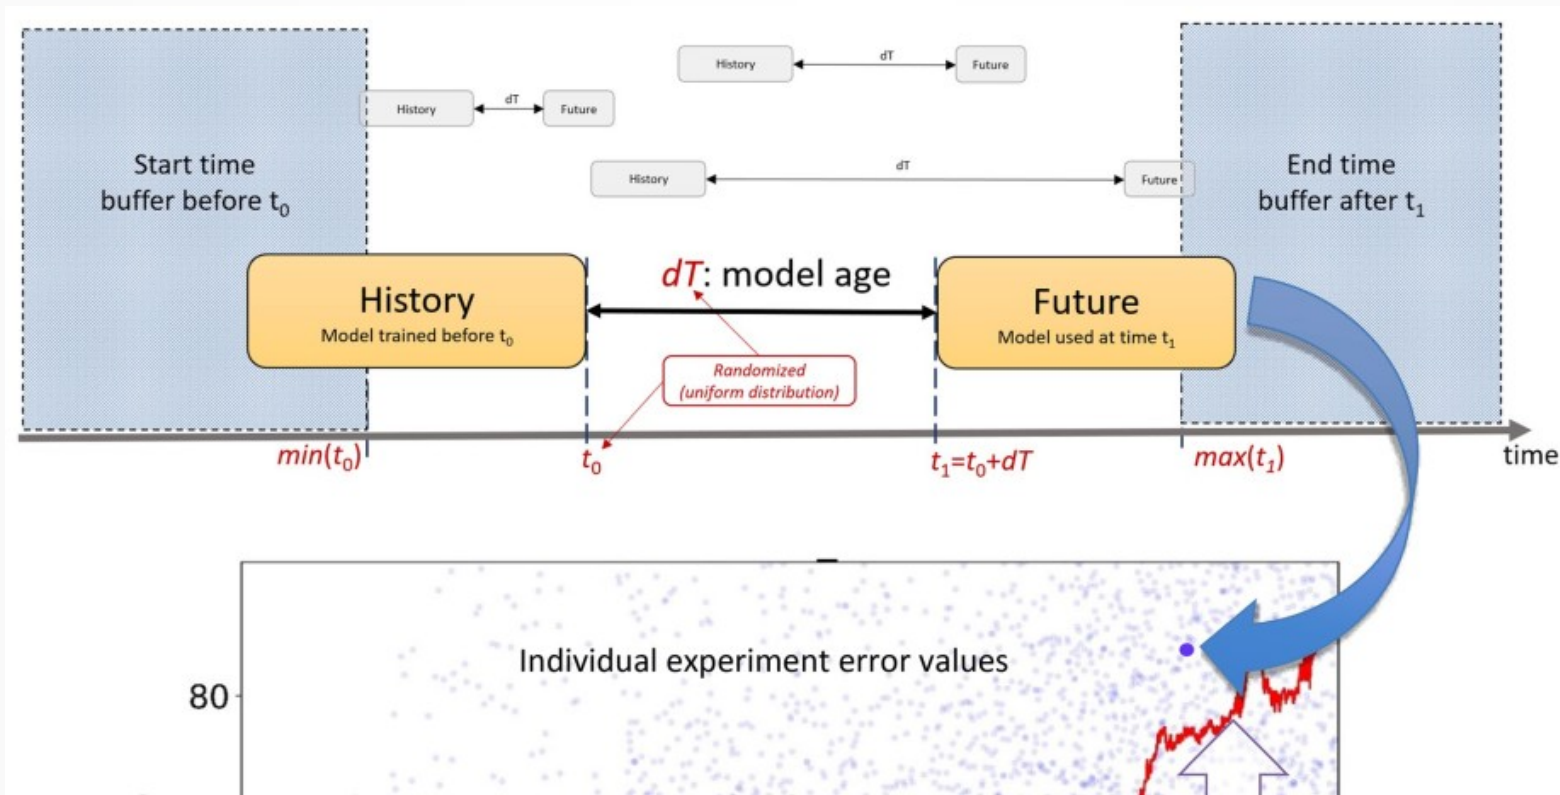 History
dT
Future
History
dT
Future
History
dT
Future
Start time
buffer before t₀
End time
buffer after t₁
dT: model age
History
Model trained before t₀
Future
Model used at time t₁
Randomized
(uniform distribution)
min(t₀)
t₀
t₁=t₀+dT
max(t₁)
time
Individual experiment error values
80